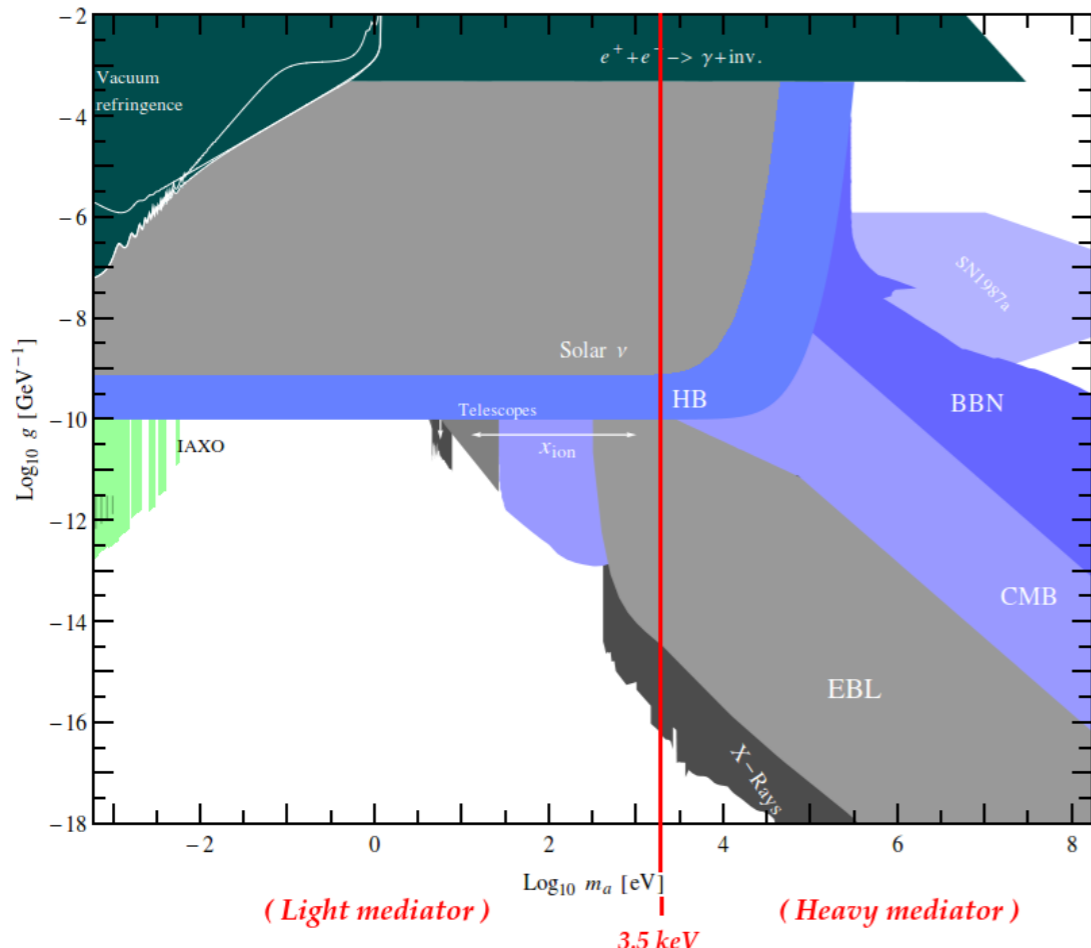 −2
−4
−6
−8
−10
−12
−14
−16
−18
Log₁₀ g [GeV⁻¹]
Vacuum
refringence
e⁺+e⁻−> γ+inv.
SN1987a
Solar ν
HB
BBN
Telescopes
IAXO
x_ion
CMB
EBL
X−Rays
−2 0 2 4 6 8
Log₁₀ mₐ [eV]
( Light mediator ) ( Heavy mediator )
3.5 keV